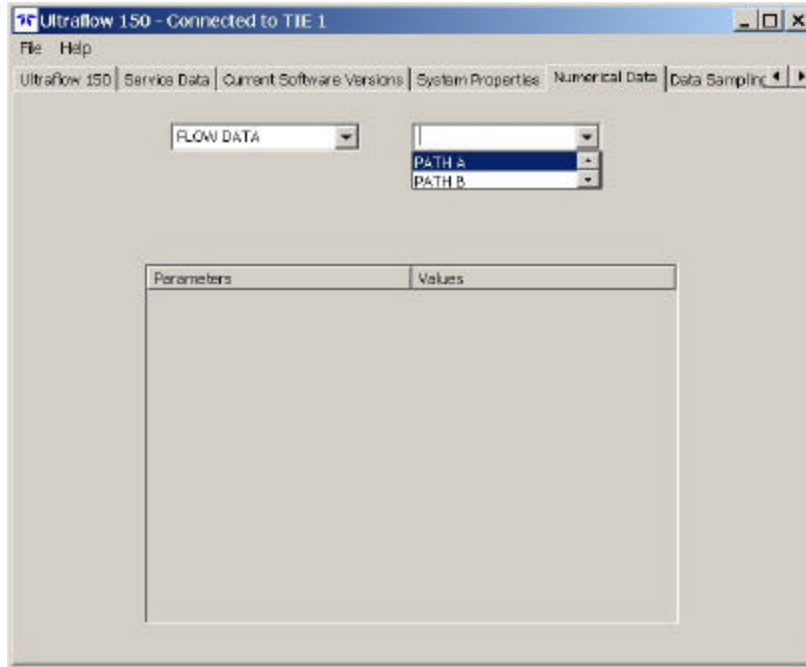 Ultraflow 150 - Connected to TIE 1
File Help
Ultraflow 150 Service Data Current Software Versions System Properties Numerical Data Data Sampling
FLOW DATA
PATH A
PATH B
Parameters Values